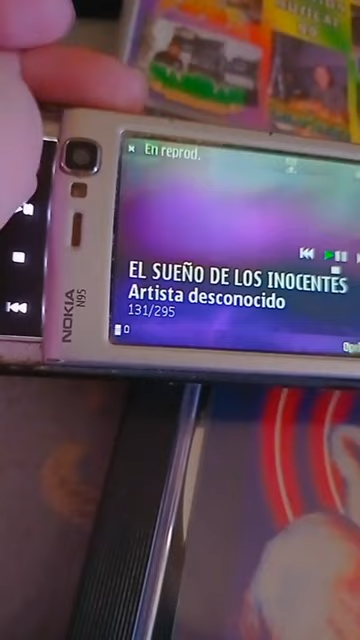 En reprod.
EL SUEÑO DE LOS INOCENTES
Artista desconocido
131/295
NOKIA
N95